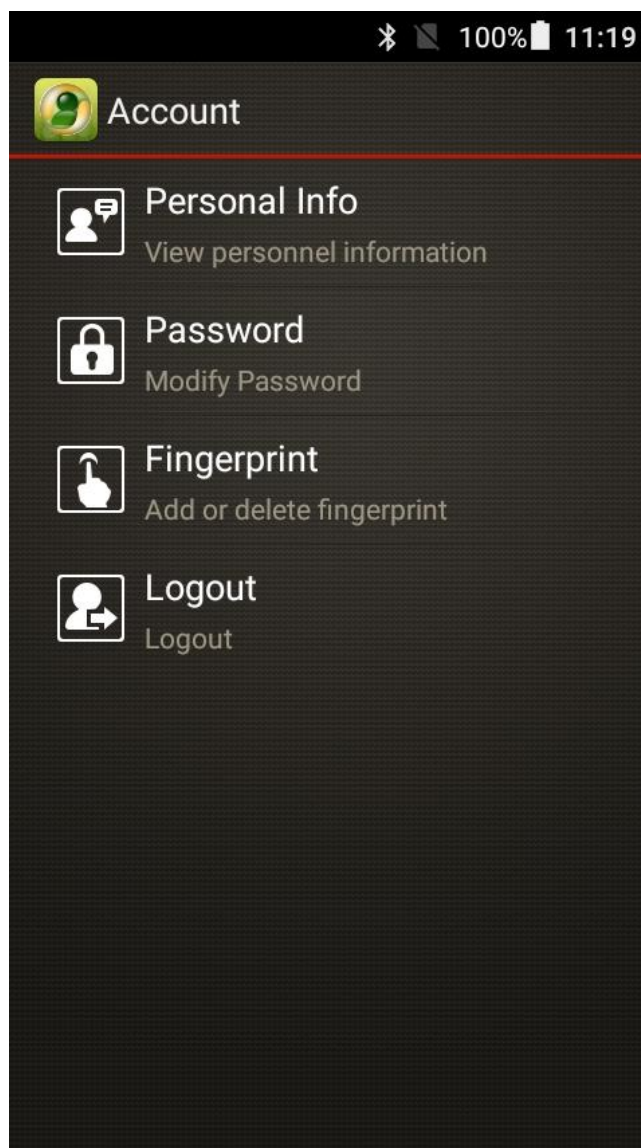 100% 11:19
Account
Personal Info
View personnel information
Password
Modify Password
Fingerprint
Add or delete fingerprint
Logout
Logout